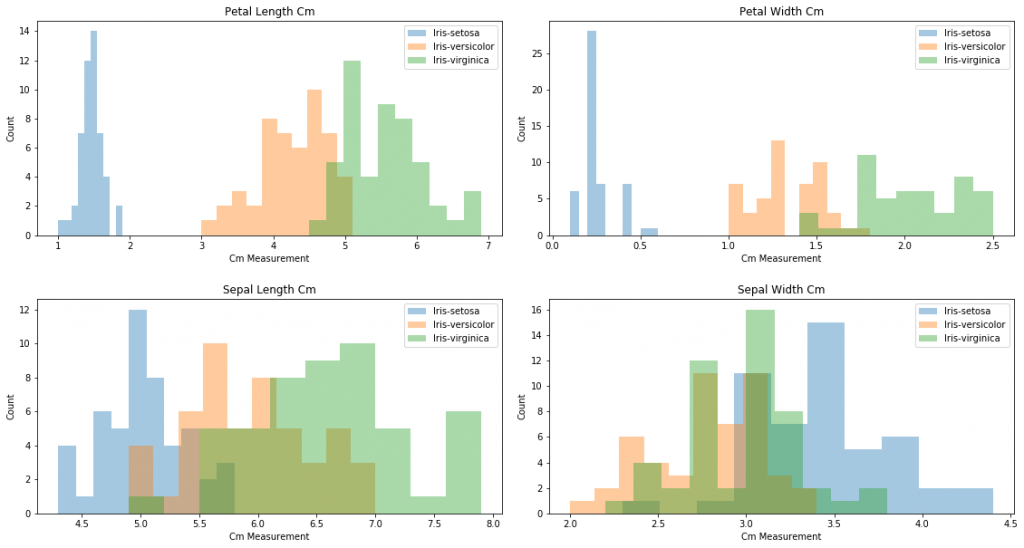 Petal Length Cm
14
12
10
8
6
4
2
0
Count
1
2
3
4
5
6
7
Cm Measurement
Iris-setosa
Iris-versicolor
Iris-virginica
Petal Width Cm
25
20
15
10
5
0
Count
0.0
0.5
1.0
1.5
2.0
2.5
Cm Measurement
Iris-setosa
Iris-versicolor
Iris-virginica
Sepal Length Cm
12
10
8
6
4
2
0
Count
4.5
5.0
5.5
6.0
6.5
7.0
7.5
8.0
Cm Measurement
Iris-setosa
Iris-versicolor
Iris-virginica
Sepal Width Cm
16
14
12
10
8
6
4
2
0
Count
2.0
2.5
3.0
3.5
4.0
4.5
Cm Measurement
Iris-setosa
Iris-versicolor
Iris-virginica